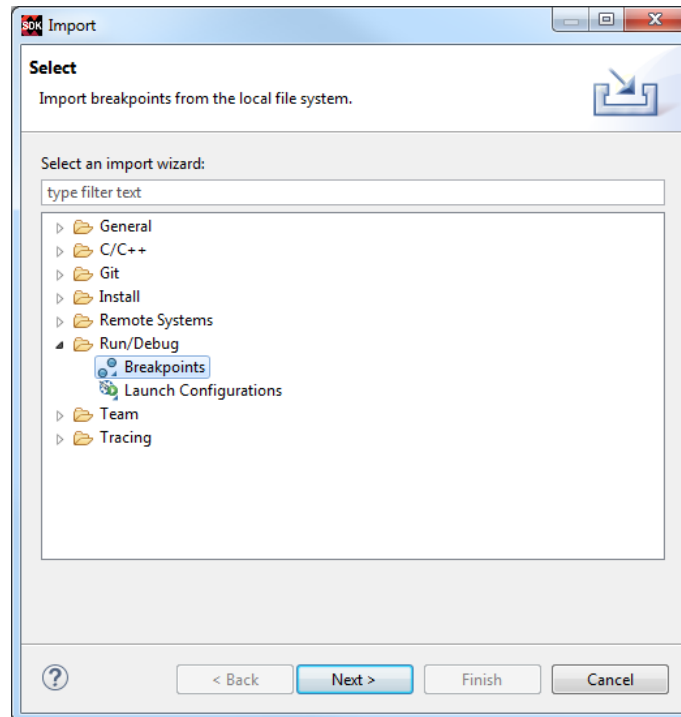 SDK Import
Select
Import breakpoints from the local file system.
Select an import wizard:
type filter text
General
C/C++
Git
Install
Remote Systems
Run/Debug
Breakpoints
Launch Configurations
Team
Tracing
? < Back Next > Finish Cancel